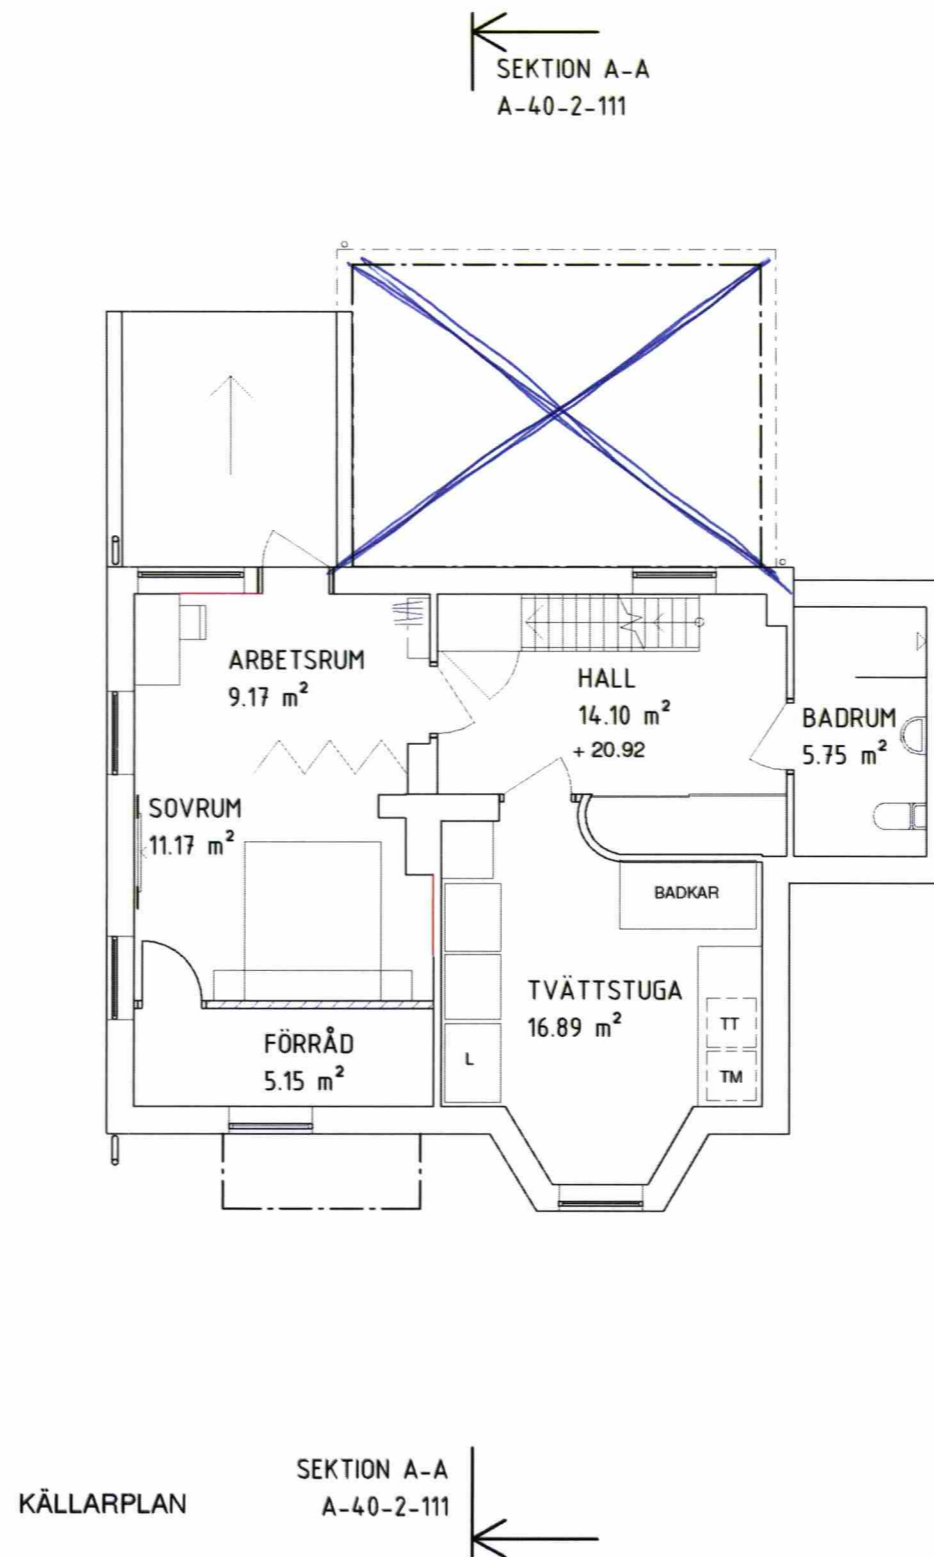 SEKTION A-A
A-40-2-111
ARBETSRUM
9.17 m²
HALL
14.10 m²
+ 20.92
BADRUM
5.75 m²
SOVRUM
11.17 m²
BADKAR
TVÄTTSTUGA
16.89 m²
FÖRRÅD
5.15 m²
L
TT
TM
KÄLLARPLAN
SEKTION A-A
A-40-2-111